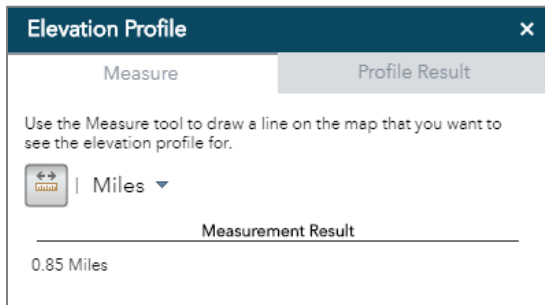 Elevation Profile ×
Measure Profile Result
Use the Measure tool to draw a line on the map that you want to
see the elevation profile for.
| Miles
Measurement Result
0.85 Miles